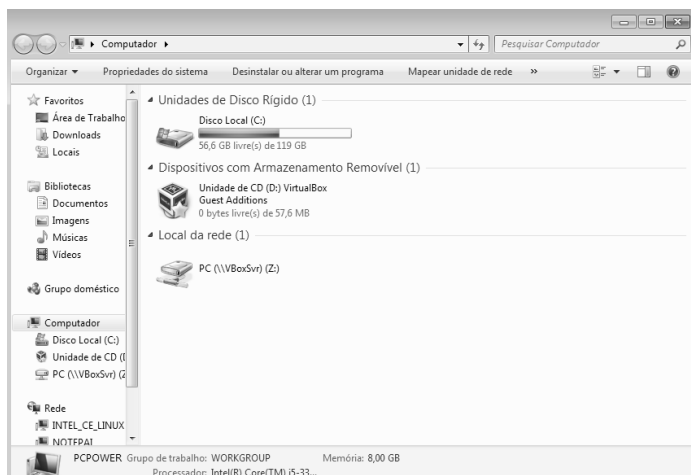 Computador
Pesquisar Computador
Organizar
Propriedades do sistema
Desinstalar ou alterar um programa
Mapear unidade de rede
»
Favoritos
Área de Trabalho
Downloads
Locais
Bibliotecas
Documentos
Imagens
Músicas
Vídeos
Grupo doméstico
Computador
Disco Local (C:)
Unidade de CD (
PC (\\VBoxSvr) (Z
Rede
INTEL_CE_LINUX
NOTEPAI
Unidades de Disco Rígido (1)
Disco Local (C:)
56,6 GB livre(s) de 119 GB
Dispositivos com Armazenamento Removível (1)
Unidade de CD (D:) VirtualBox
Guest Additions
0 bytes livre(s) de 57,6 MB
Local da rede (1)
PC (\\VBoxSvr) (Z:)
PCPOWER Grupo de trabalho: WORKGROUP Memória: 8,00 GB
Processador: Intel(R) Core(TM) i5-33...